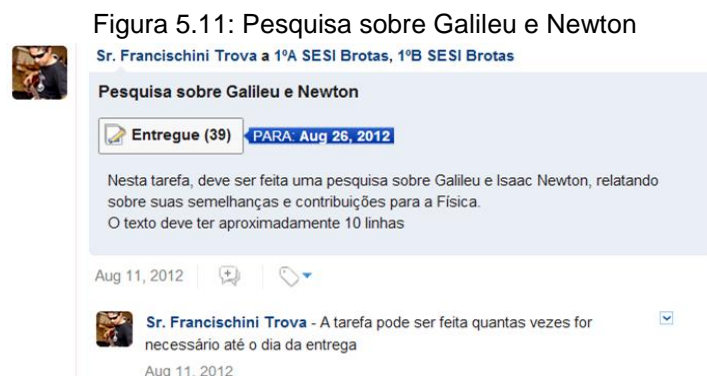 Figura 5.11: Pesquisa sobre Galileu e Newton
Sr. Francischini Trova a 1ºA SESI Brotas, 1ºB SESI Brotas
Pesquisa sobre Galileu e Newton
Entregue (39) PARA: Aug 26, 2012
Nesta tarefa, deve ser feita uma pesquisa sobre Galileu e Isaac Newton, relatando
sobre suas semelhanças e contribuições para a Física.
O texto deve ter aproximadamente 10 linhas
Aug 11, 2012
Sr. Francischini Trova - A tarefa pode ser feita quantas vezes for
necessário até o dia da entrega
Aug 11, 2012